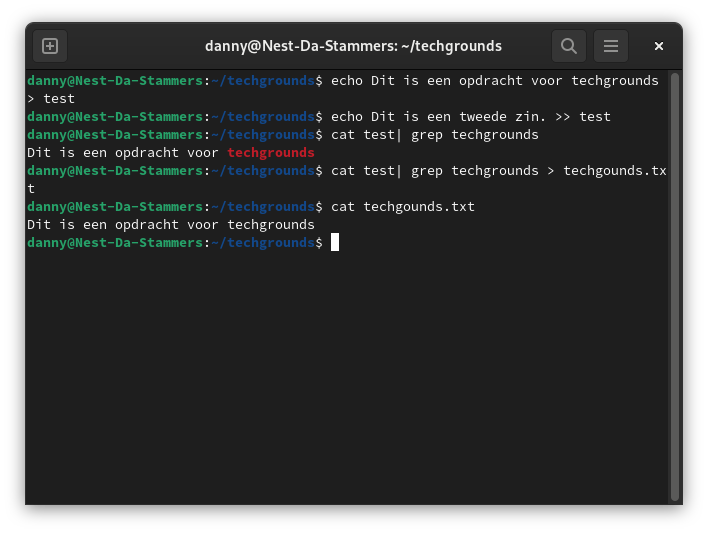 danny@Nest-Da-Stammers: ~/techgrounds
danny@Nest-Da-Stammers:~/techgrounds$ echo Dit is een opdracht voor techgrounds
> test
danny@Nest-Da-Stammers:~/techgrounds$ echo Dit is een tweede zin. >> test
danny@Nest-Da-Stammers:~/techgrounds$ cat test| grep techgrounds
Dit is een opdracht voor techgrounds
danny@Nest-Da-Stammers:~/techgrounds$ cat test| grep techgrounds > techgounds.tx
t
danny@Nest-Da-Stammers:~/techgrounds$ cat techgounds.txt
Dit is een opdracht voor techgrounds
danny@Nest-Da-Stammers:~/techgrounds$